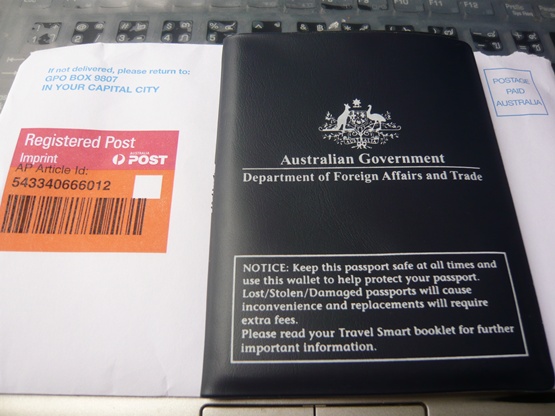 If not delivered, please return to:
GPO BOX 9807
IN YOUR CAPITAL CITY
Registered Post
Imprint
AUSTRALIA
POST
AP Article Id:
543340666012
POSTAGE
PAID
AUSTRALIA
Australian Government
Department of Foreign Affairs and Trade
NOTICE: Keep this passport safe at all times and
use this wallet to help protect your passport.
Lost/Stolen/Damaged passports will cause
inconvenience and replacements will require
extra fees.
Please read your Travel Smart booklet for further
important information.